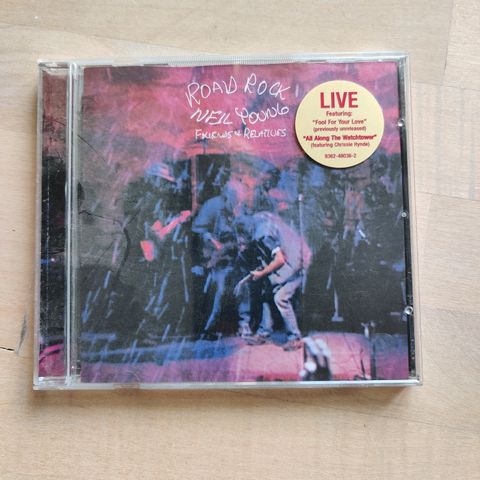 ROAD ROCK
NEIL YOUNG
FRIENDS & RELATIVES
LIVE
Featuring:
"Fool For Your Love"
(previously unreleased)
"All Along The Watchtower"
(featuring Chrissie Hynde)
9362-48036-2